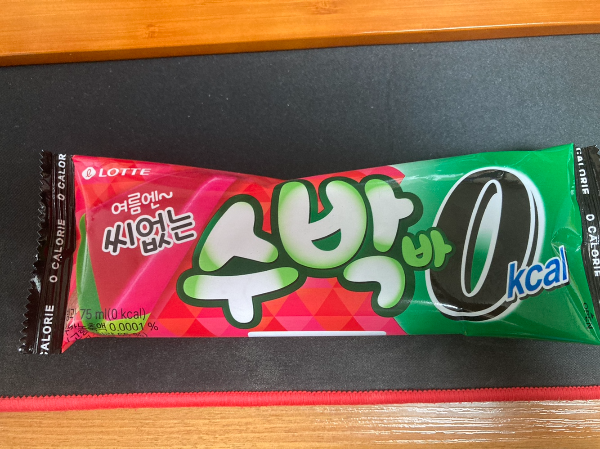 LOTTE
여름엔~
씨없는
수박바
0
kcal
75 ml(0 kcal)
0.0001 %
0 CALORIE
0 CALORIE
CALORIE
0 CALORIE
0 CALORIE